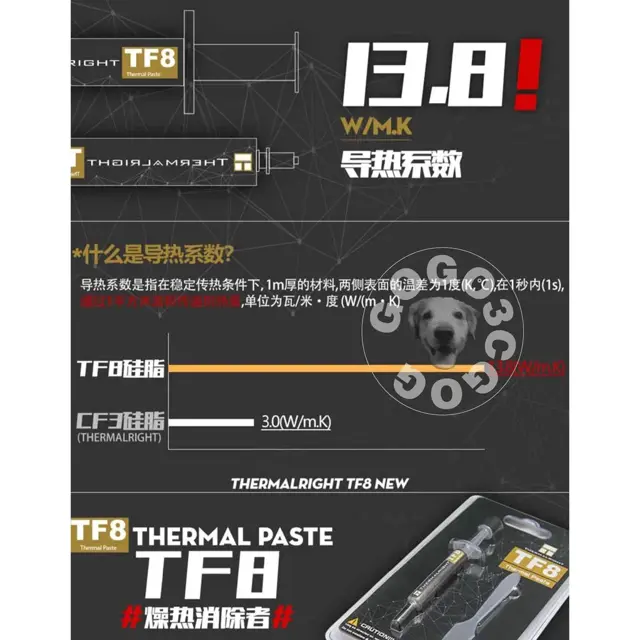 RIGHT TF8
Thermal Paste
13.8!
W/M.K
导热系数
THERMALRIGHT
*什么是导热系数?
导热系数是指在稳定传热条件下, 1m厚的材料,两侧表面的温差为1度(K,℃),在1秒内(1s),
,单位为瓦/米・度 (W/(m・K)
GOGO3CGOG
TF8硅脂
(W/m.K)
CF3硅脂 3.0(W/m.K)
(THERMALRIGHT)
THERMALRIGHT TF8 NEW
TF8 THERMAL PASTE
Thermal Paste
TF8
#燥热消除者#
THERMALRIGHT
TF8
Thermal Paste
CAUTION